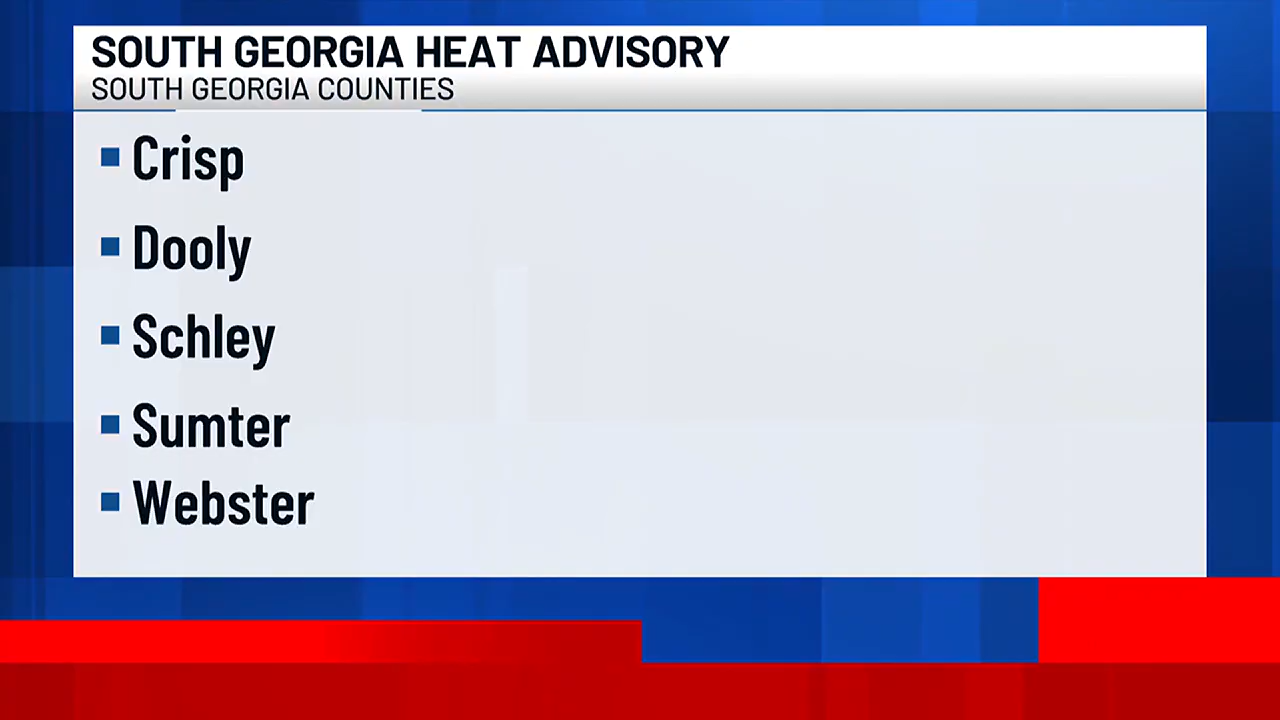 SOUTH GEORGIA HEAT ADVISORY
SOUTH GEORGIA COUNTIES
Crisp
Dooly
Schley
Sumter
Webster